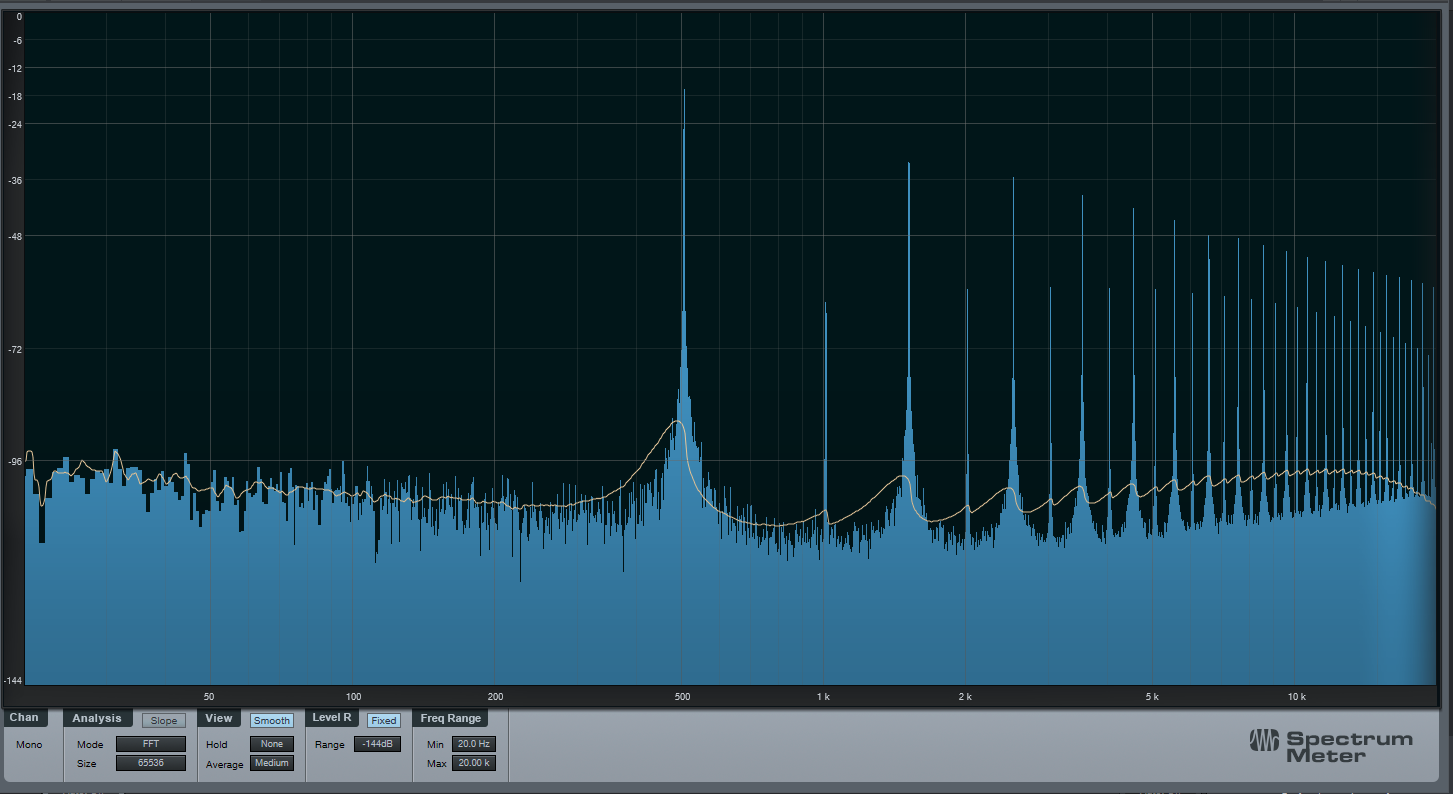 0
-6
-12
-18
-24
-36
-48
-72
-96
-144
50 100 200 500 1 k 2 k 5 k 10 k
Chan Analysis Slope View Smooth Level R Fixed Freq Range
Mono Mode FFT Hold None Range -144dB Min 20.0 Hz
Size 65536 Average Medium Max 20.00 k
Spectrum
Meter